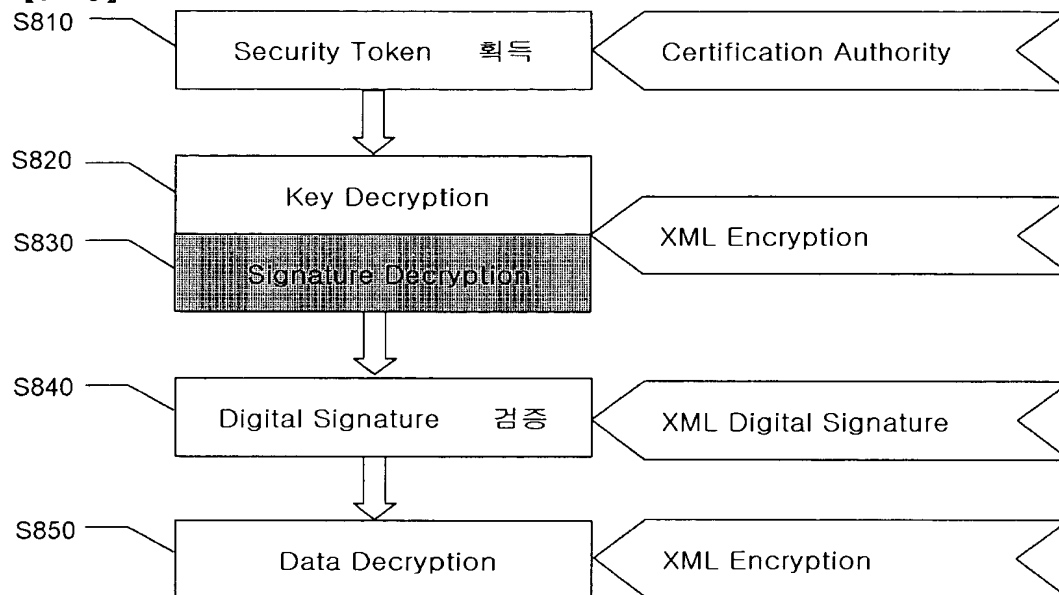 S810
Security Token 획득
Certification Authority
S820
Key Decryption
XML Encryption
S830
Signature Decryption
S840
Digital Signature 검증
XML Digital Signature
S850
Data Decryption
XML Encryption